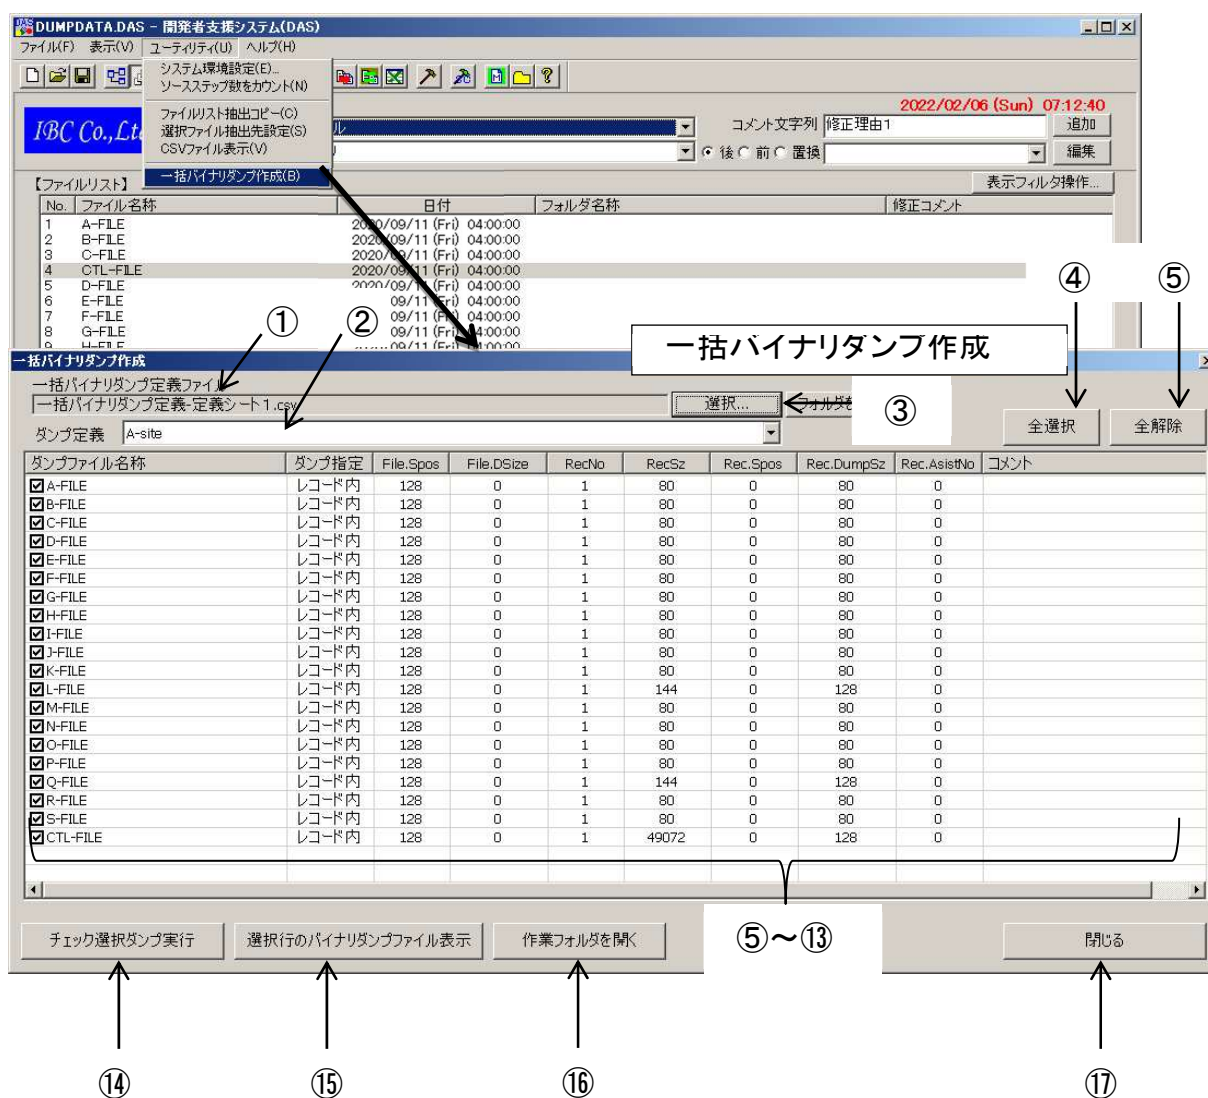 DUMPDATA.DAS - 開発者支援システム(DAS)
ファイル(F) 表示(V) ユーティリティ(U) ヘルプ(H)
システム環境設定(E)...
ソースステップ数をカウント(N)
ファイルリスト抽出コピー(C)
選択ファイル抽出先設定(S)
CSVファイル表示(V)
一括バイナリダンプ作成(B)
2022/02/06 (Sun) 07:12:40
IBC Co.,Lt
ル
コメント文字列 修正理由1 追加
後 前 置換 編集
【ファイルリスト】 表示フィルタ操作...
No. ファイル名称 日付 フォルダ名称 修正コメント
1 A-FILE 2020/09/11 (Fri) 04:00:00
2 B-FILE 2020/09/11 (Fri) 04:00:00
3 C-FILE 2020/09/11 (Fri) 04:00:00
4 CTL-FILE 2020/09/11 (Fri) 04:00:00
5 D-FILE 2020/09/11 (Fri) 04:00:00
6 E-FILE 09/11 (Fri) 04:00:00
7 F-FILE 09/11 (Fri) 04:00:00
8 G-FILE 09/11 (Fri) 04:00:00
9 H-FILE 09/11 (Fri) 04:00:00
① ② ④ ⑤
一括バイナリダンプ作成
一括バイナリダンプ作成
一括バイナリダンプ定義ファイル
一括バイナリダンプ定義-定義シート1.csv 選択... フォルダを
③
全選択 全解除
ダンプ定義 A-site
ダンプファイル名称 ダンプ指定 File.Spos File.DSize RecNo RecSz Rec.Spos Rec.DumpSz Rec.AsistNo コメント
A-FILE レコード内 128 0 1 80 0 80 0
B-FILE レコード内 128 0 1 80 0 80 0
C-FILE レコード内 128 0 1 80 0 80 0
D-FILE レコード内 128 0 1 80 0 80 0
E-FILE レコード内 128 0 1 80 0 80 0
F-FILE レコード内 128 0 1 80 0 80 0
G-FILE レコード内 128 0 1 80 0 80 0
H-FILE レコード内 128 0 1 80 0 80 0
I-FILE レコード内 128 0 1 80 0 80 0
J-FILE レコード内 128 0 1 80 0 80 0
K-FILE レコード内 128 0 1 80 0 80 0
L-FILE レコード内 128 0 1 144 0 128 0
M-FILE レコード内 128 0 1 80 0 80 0
N-FILE レコード内 128 0 1 80 0 80 0
O-FILE レコード内 128 0 1 80 0 80 0
P-FILE レコード内 128 0 1 80 0 80 0
Q-FILE レコード内 128 0 1 144 0 128 0
R-FILE レコード内 128 0 1 80 0 80 0
S-FILE レコード内 128 0 1 80 0 80 0
CTL-FILE レコード内 128 0 1 49072 0 128 0
チェック選択ダンプ実行 選択行のバイナリダンプファイル表示 作業フォルダを開く ⑤～⑬ 閉じる
⑭ ⑮ ⑯ ⑰